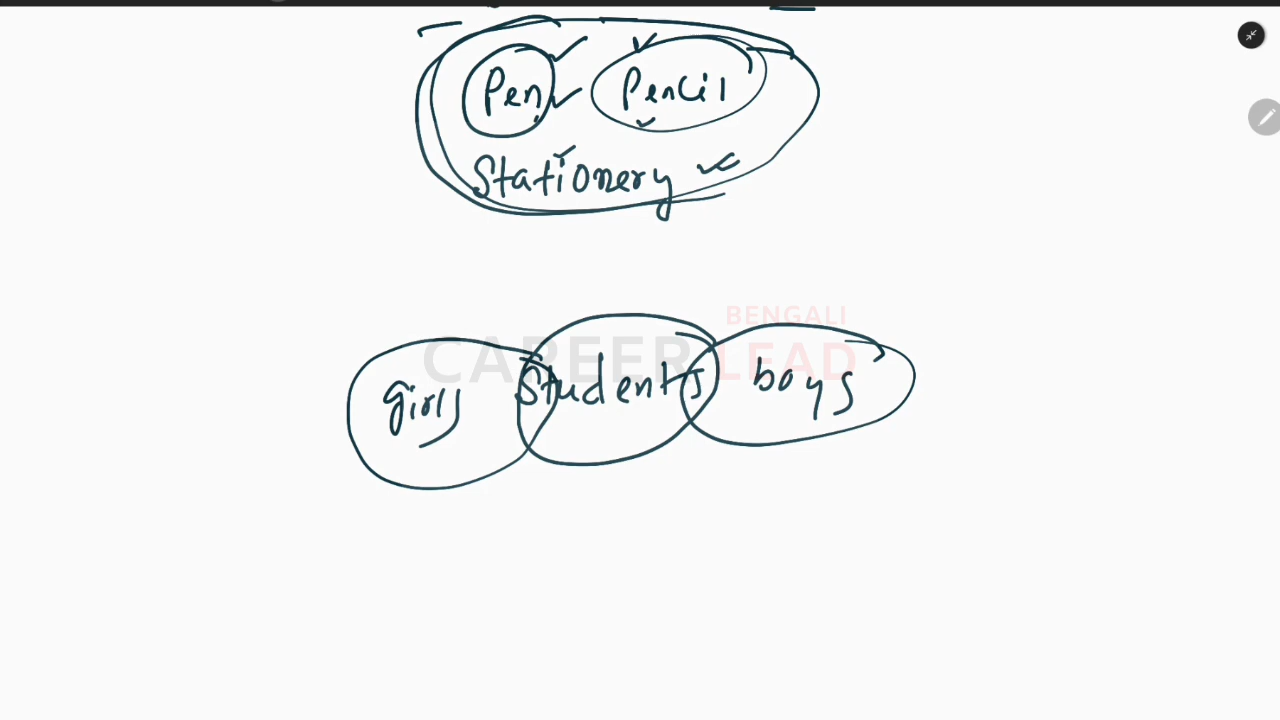 Pen Pencil
Stationery
BENGALI
CAREER LEAD
girls students boys